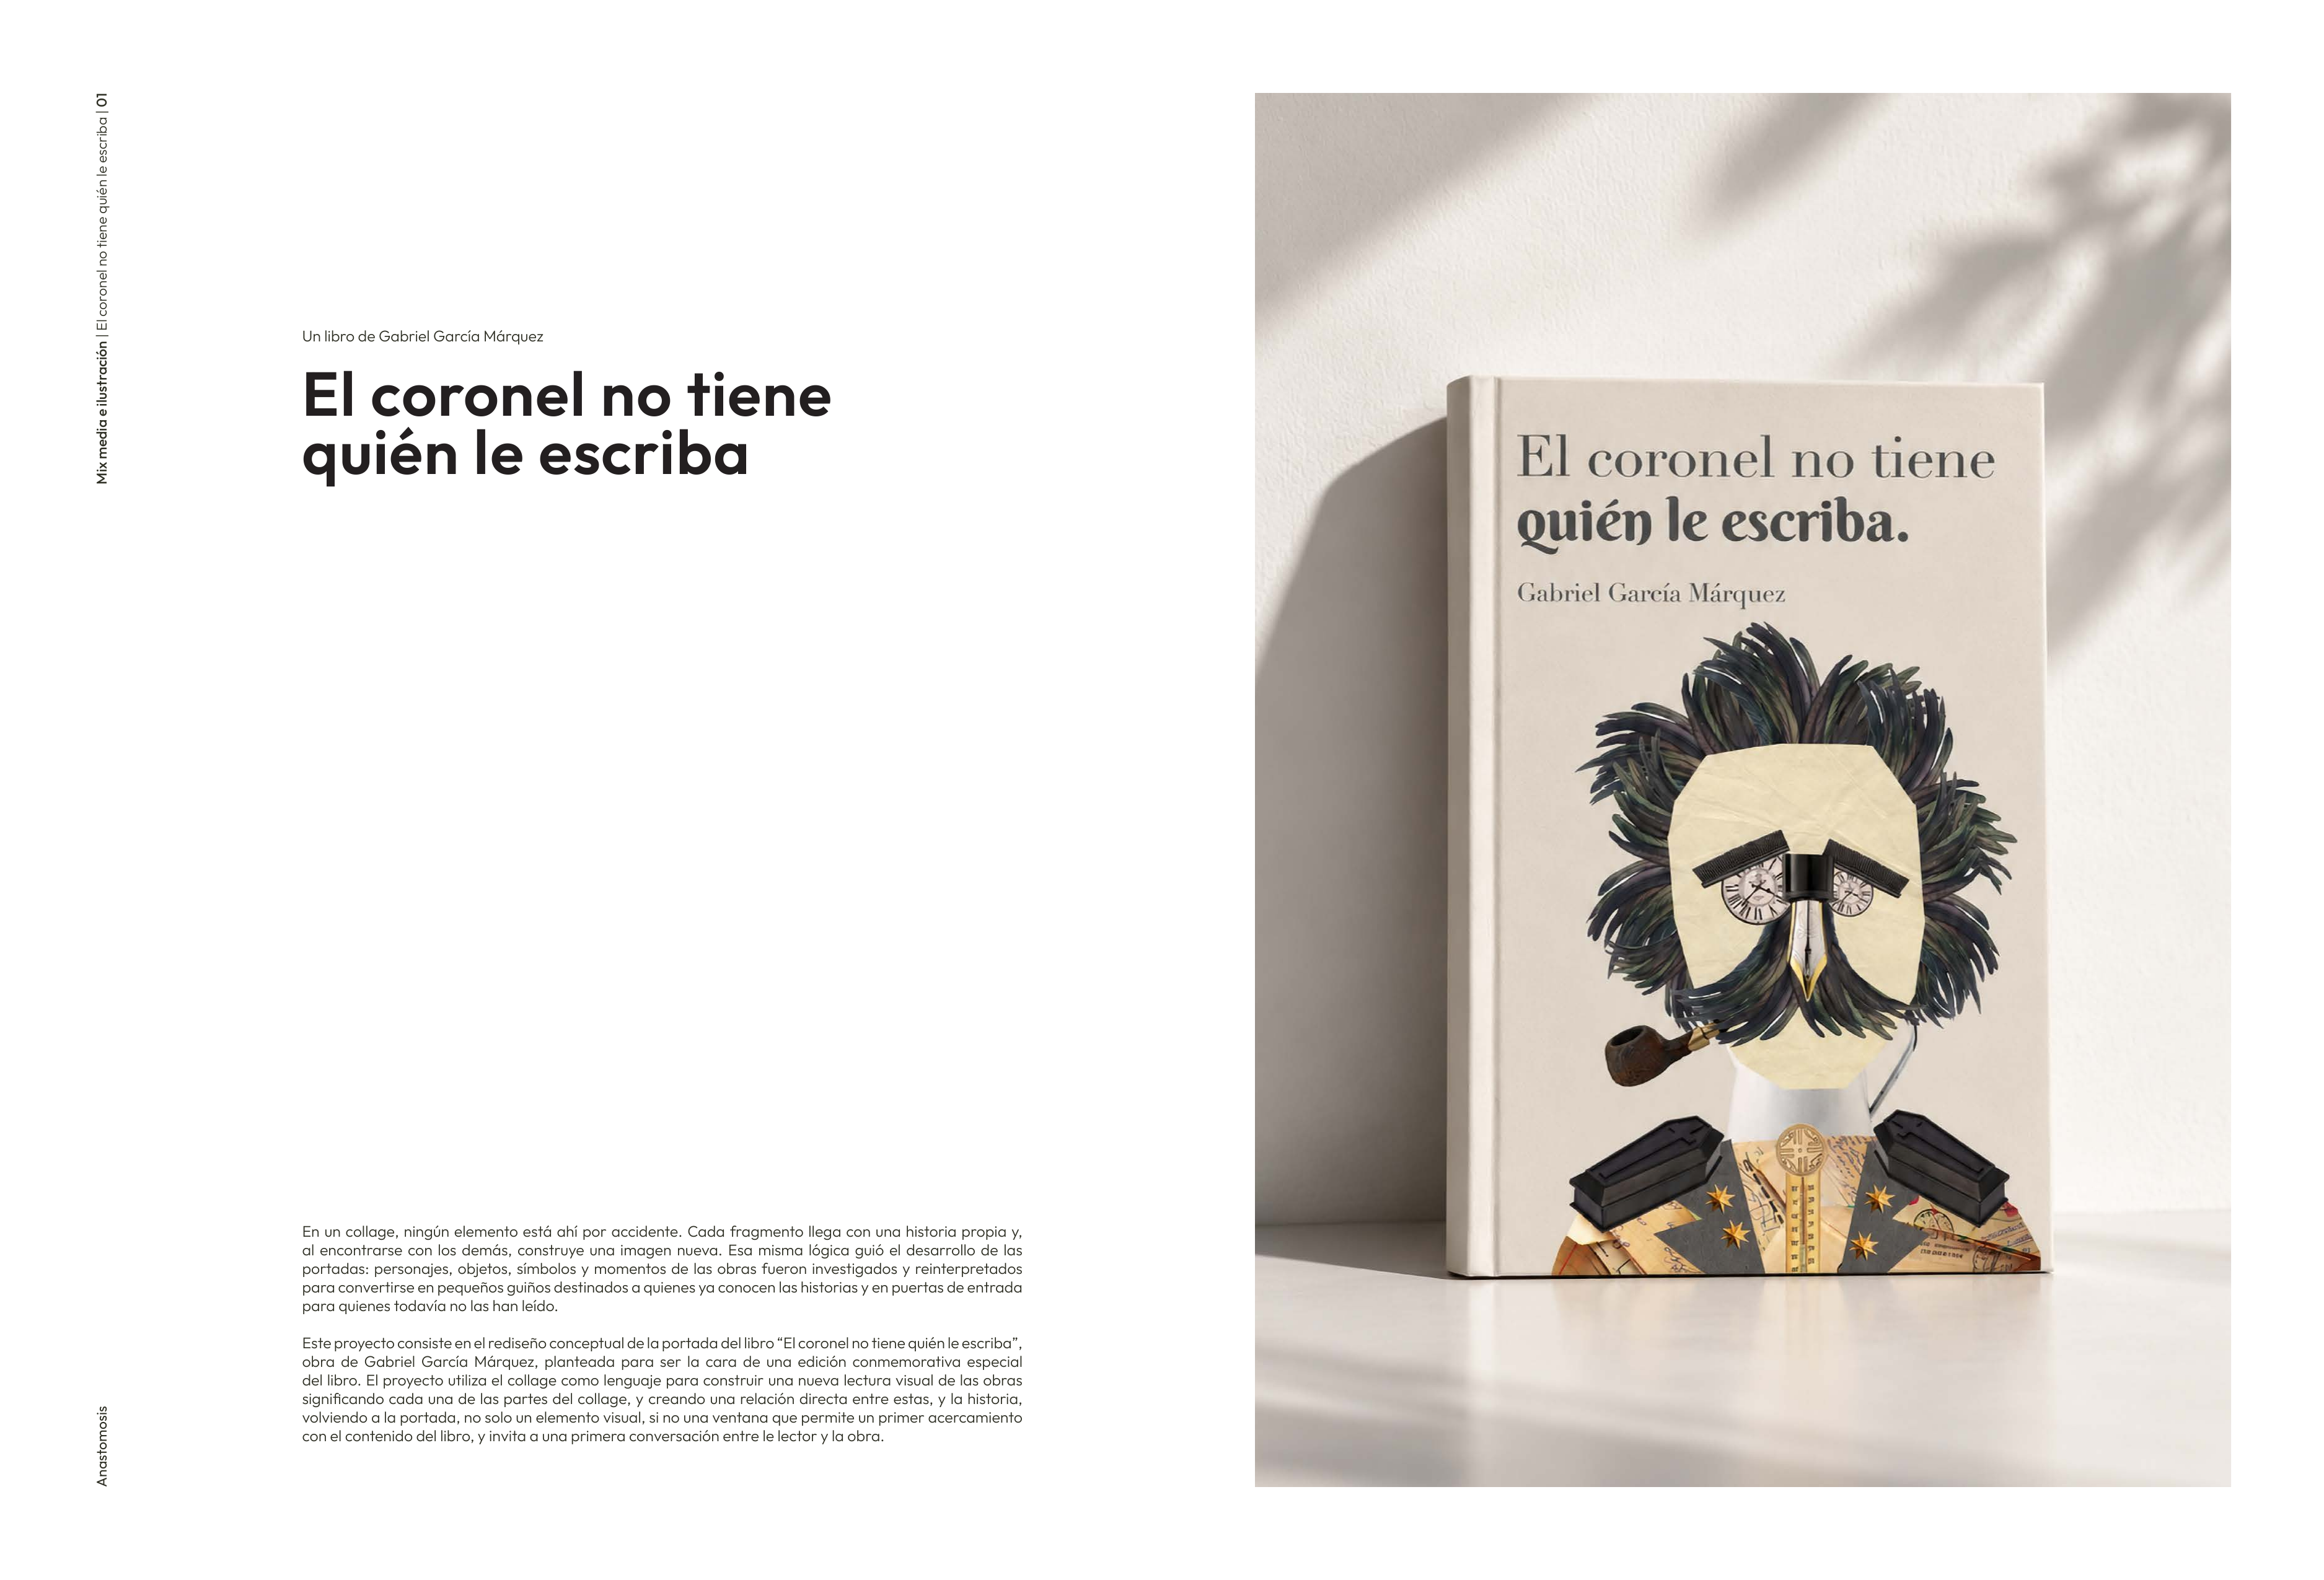 Mix media e ilustración | El coronel no tiene quién le escriba | 01
Anastomosis
Un libro de Gabriel García Márquez
El coronel no tiene
quién le escriba
En un collage, ningún elemento está ahí por accidente. Cada fragmento llega con una historia propia y,
al encontrarse con los demás, construye una imagen nueva. Esa misma lógica guió el desarrollo de las
portadas: personajes, objetos, símbolos y momentos de las obras fueron investigados y reinterpretados
para convertirse en pequeños guiños destinados a quienes ya conocen las historias y en puertas de entrada
para quienes todavía no las han leído.
Este proyecto consiste en el rediseño conceptual de la portada del libro “El coronel no tiene quién le escriba”,
obra de Gabriel García Márquez, planteada para ser la cara de una edición conmemorativa especial
del libro. El proyecto utiliza el collage como lenguaje para construir una nueva lectura visual de las obras
significando cada una de las partes del collage, y creando una relación directa entre estas, y la historia,
volviendo a la portada, no solo un elemento visual, si no una ventana que permite un primer acercamiento
con el contenido del libro, y invita a una primera conversación entre le lector y la obra.
El coronel no tiene
quién le escriba.
Gabriel García Márquez